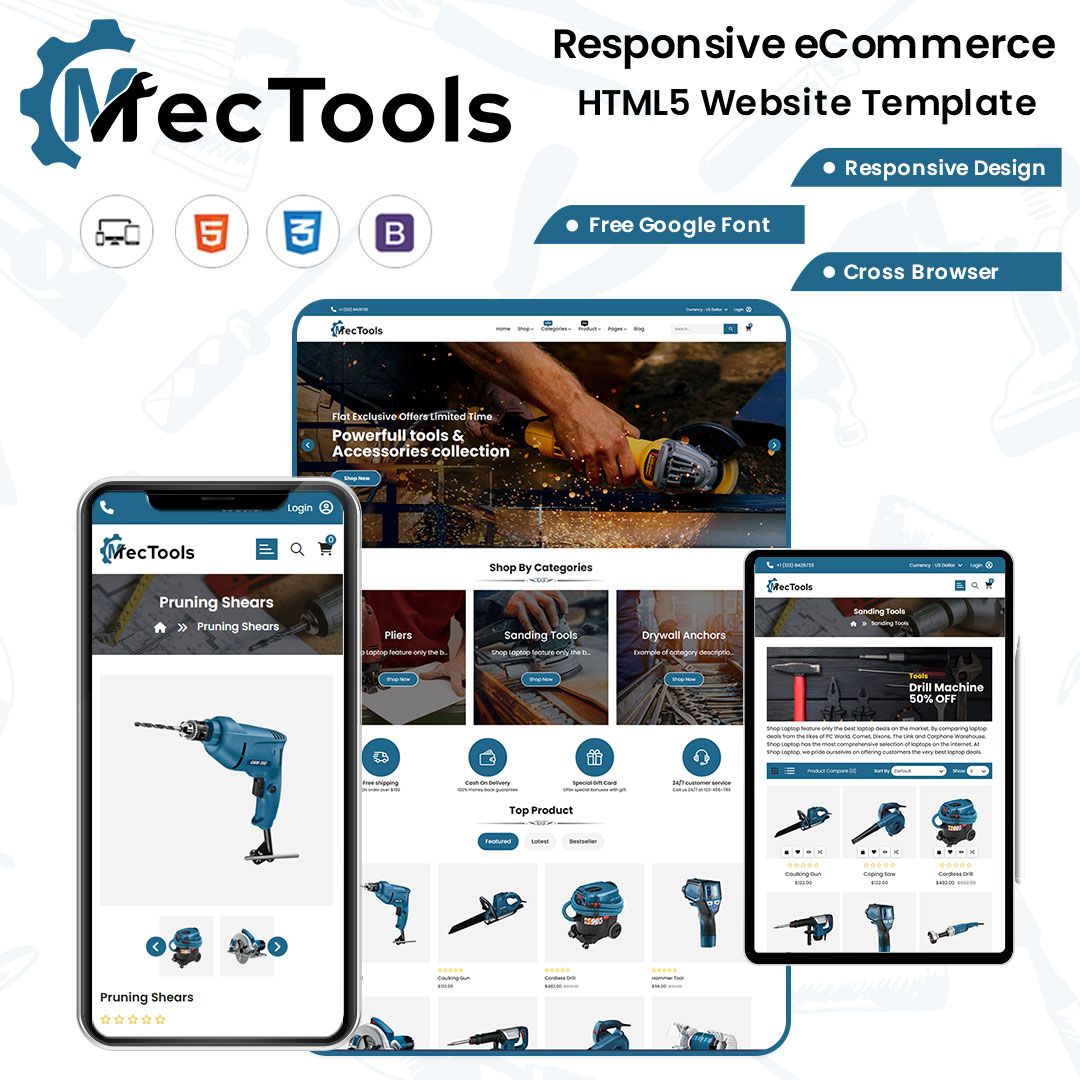 MecTools
Responsive eCommerce
HTML5 Website Template
Responsive Design
Free Google Font
Cross Browser
5
3
B
+1 (123) 8425733
Currency : US Dollar
Login
MecTools
Home
Shop
Categories
Product
Pages
Blog
Search...
Flat Exclusive Offers Limited Time
Powerfull tools &
Accessories collection
Shop Now
Shop By Categories
Pliers
Sanding Tools
Drywall Anchors
p Laptop feature only the b...
Shop Laptop feature only the b...
Example of category descriptio...
Shop Now
Shop Now
Shop Now
Free shipping
On order over $150
Cash On Delivery
100% money back guarantee
Special Gift Card
Offer special bonuses with gift
24/7 customer service
Call us 24/7 at 123-456-789
Top Product
Featured
Latest
Bestseller
Caulking Gun
$122.00
Cordless Drill
$482.00 $602.00
Hammer Tool
$98.00
Login
MecTools
0
Pruning Shears
Pruning Shears
Pruning Shears
+1 (123) 8425733
Currency : US Dollar
Login
MecTools
Sanding Tools
Sanding Tools
Tools
Drill Machine
50% OFF
Shop Laptop feature only the best laptop deals on the market. By comparing laptop
deals from the likes of PC World, Comet, Dixons, The Link and Carphone Warehouse,
Shop Laptop has the most comprehensive selection of laptops on the internet. At
Shop Laptop, we pride ourselves on offering customers the very best laptop deals.
Product Compare (0)
Sort By
Default
Show
9
Caulking Gun
$122.00
Coping Saw
$122.00
Cordless Drill
$482.00 $602.00